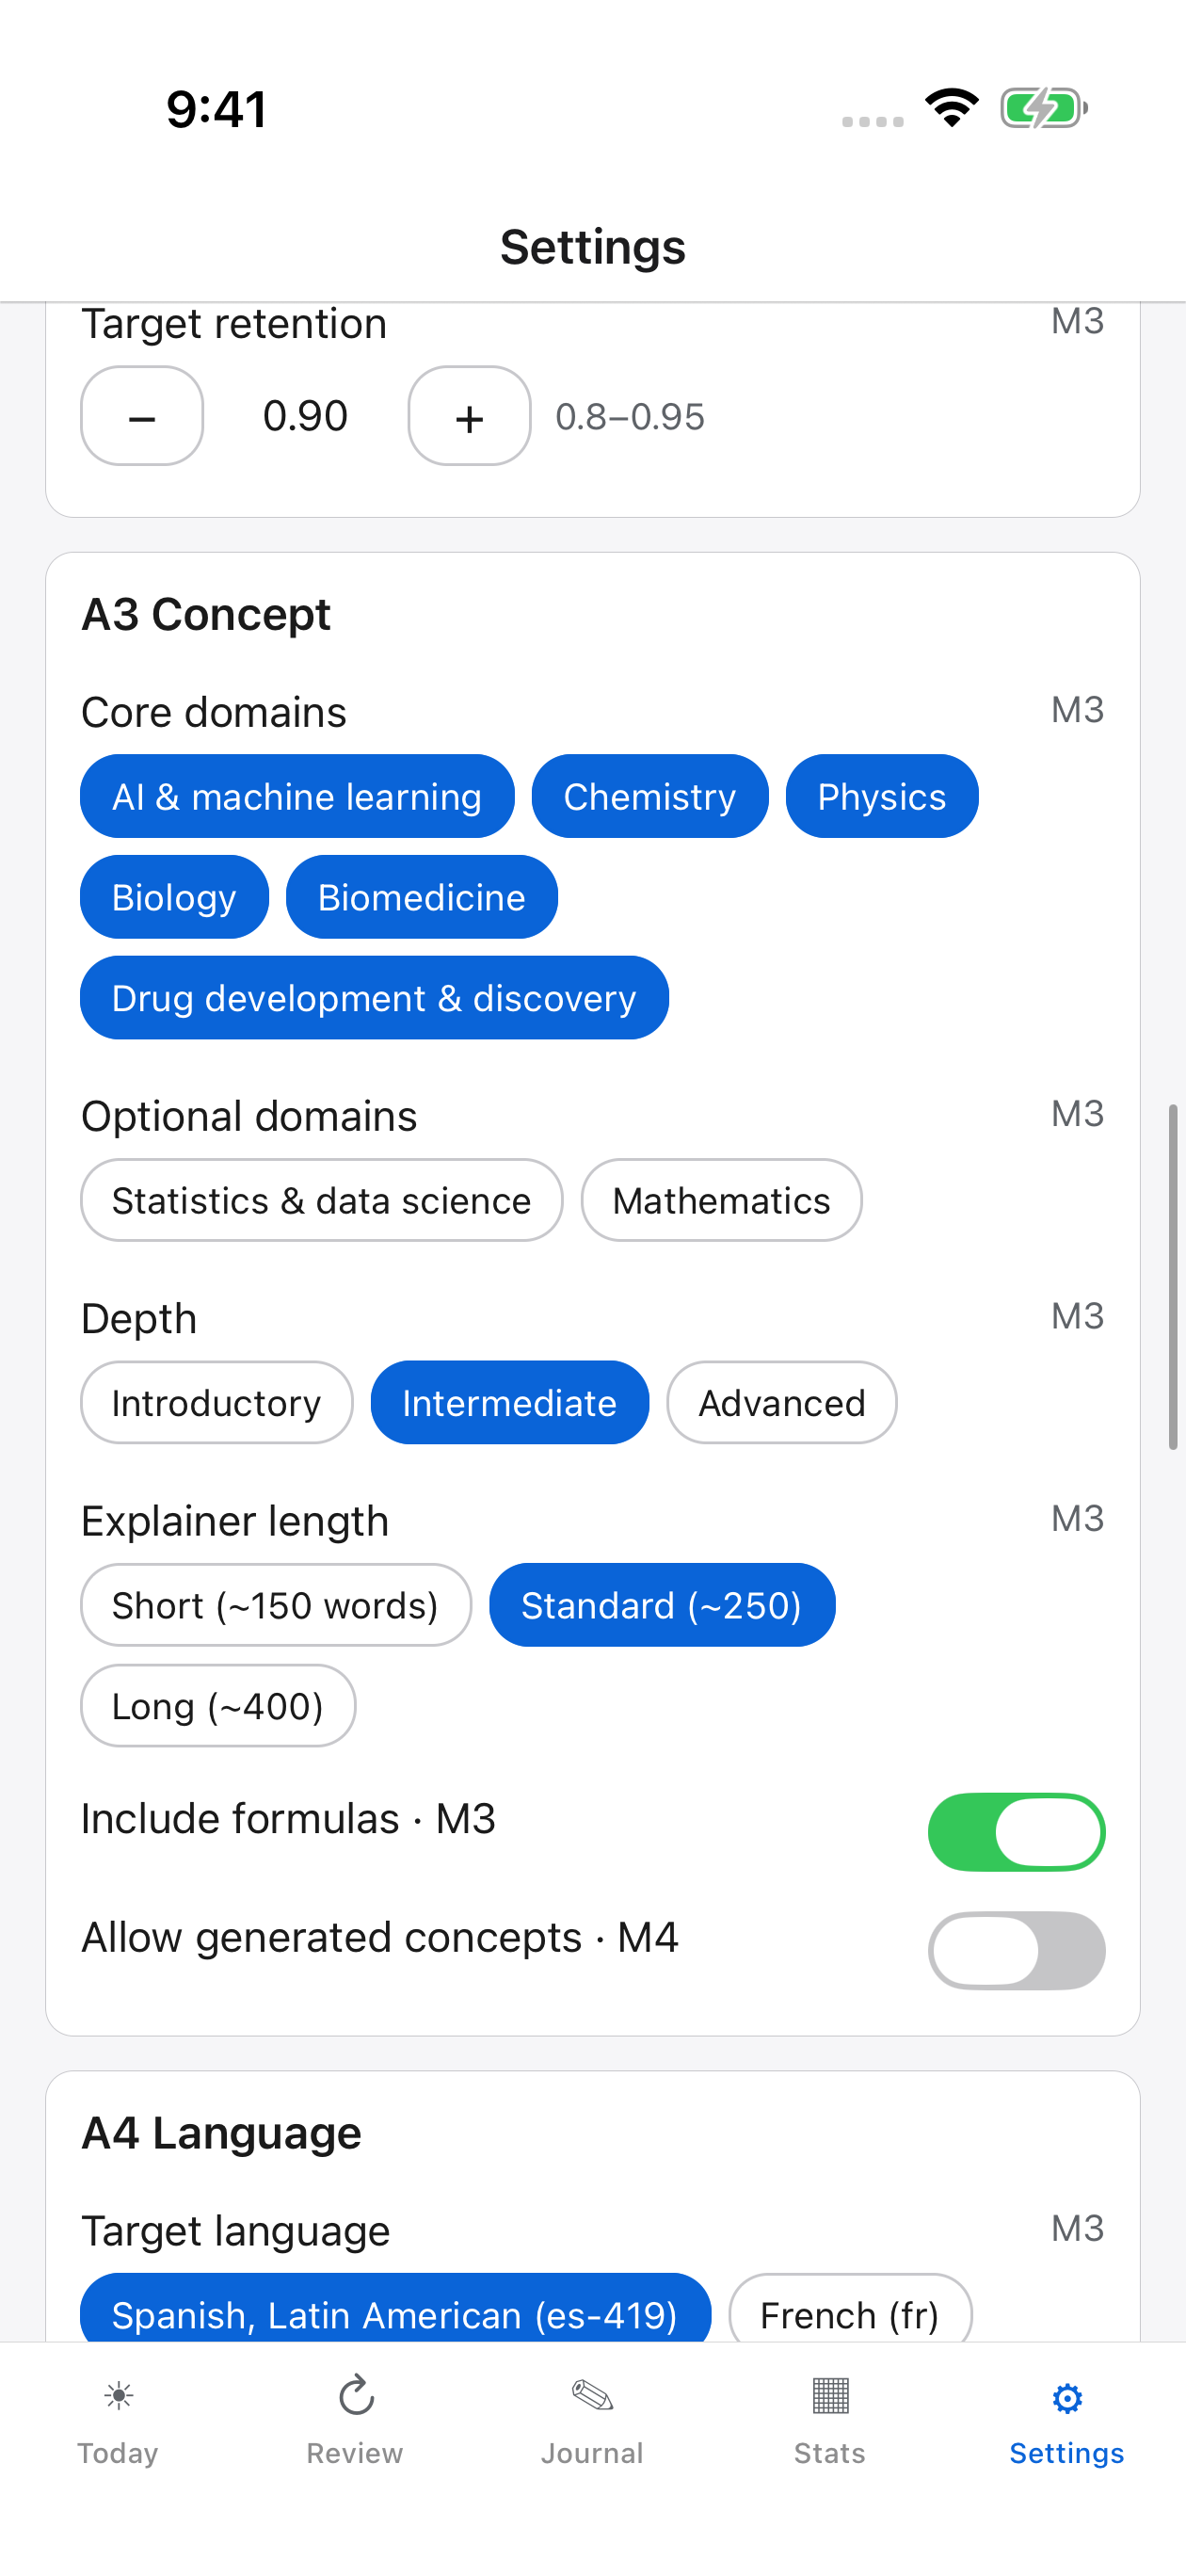 9:41
Settings
Target retention M3
− 0.90 + 0.8–0.95
A3 Concept
Core domains M3
AI & machine learning Chemistry Physics
Biology Biomedicine
Drug development & discovery
Optional domains M3
Statistics & data science Mathematics
Depth M3
Introductory Intermediate Advanced
Explainer length M3
Short (~150 words) Standard (~250)
Long (~400)
Include formulas · M3
Allow generated concepts · M4
A4 Language
Target language M3
Spanish, Latin American (es-419) French (fr)
Today Review Journal Stats Settings